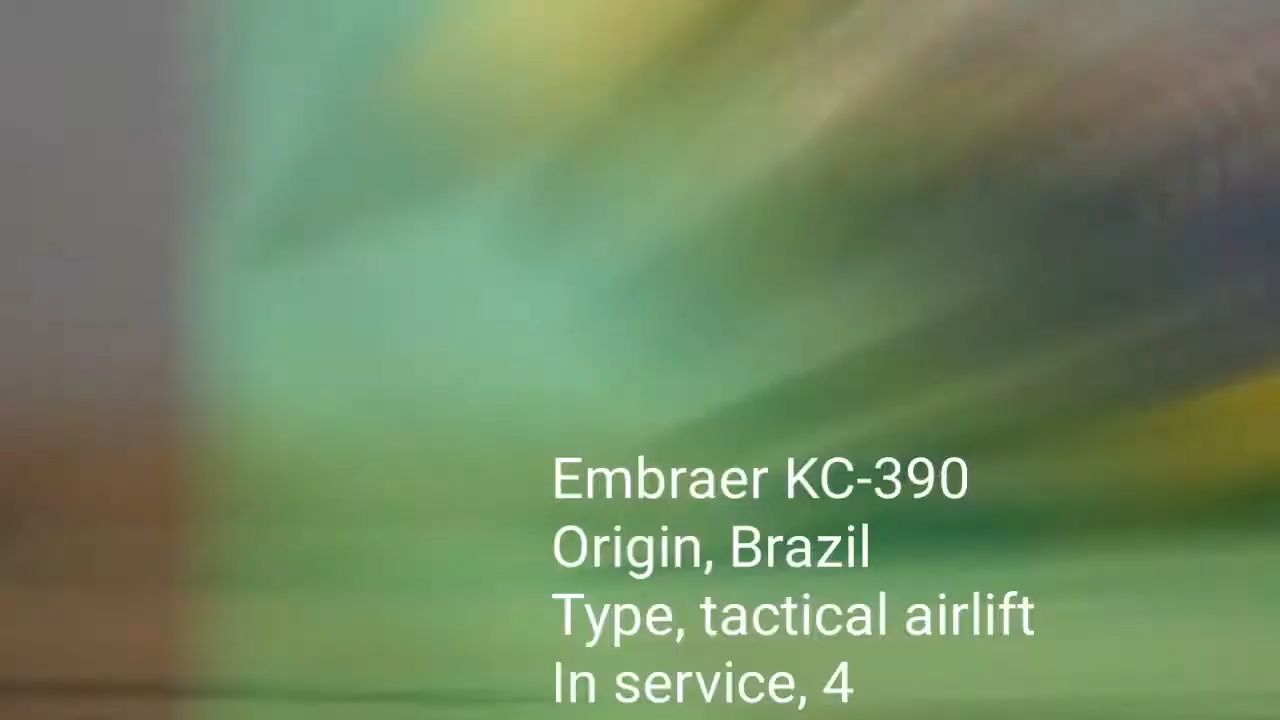 Embraer KC-390
Origin, Brazil
Type, tactical airlift
In service, 4